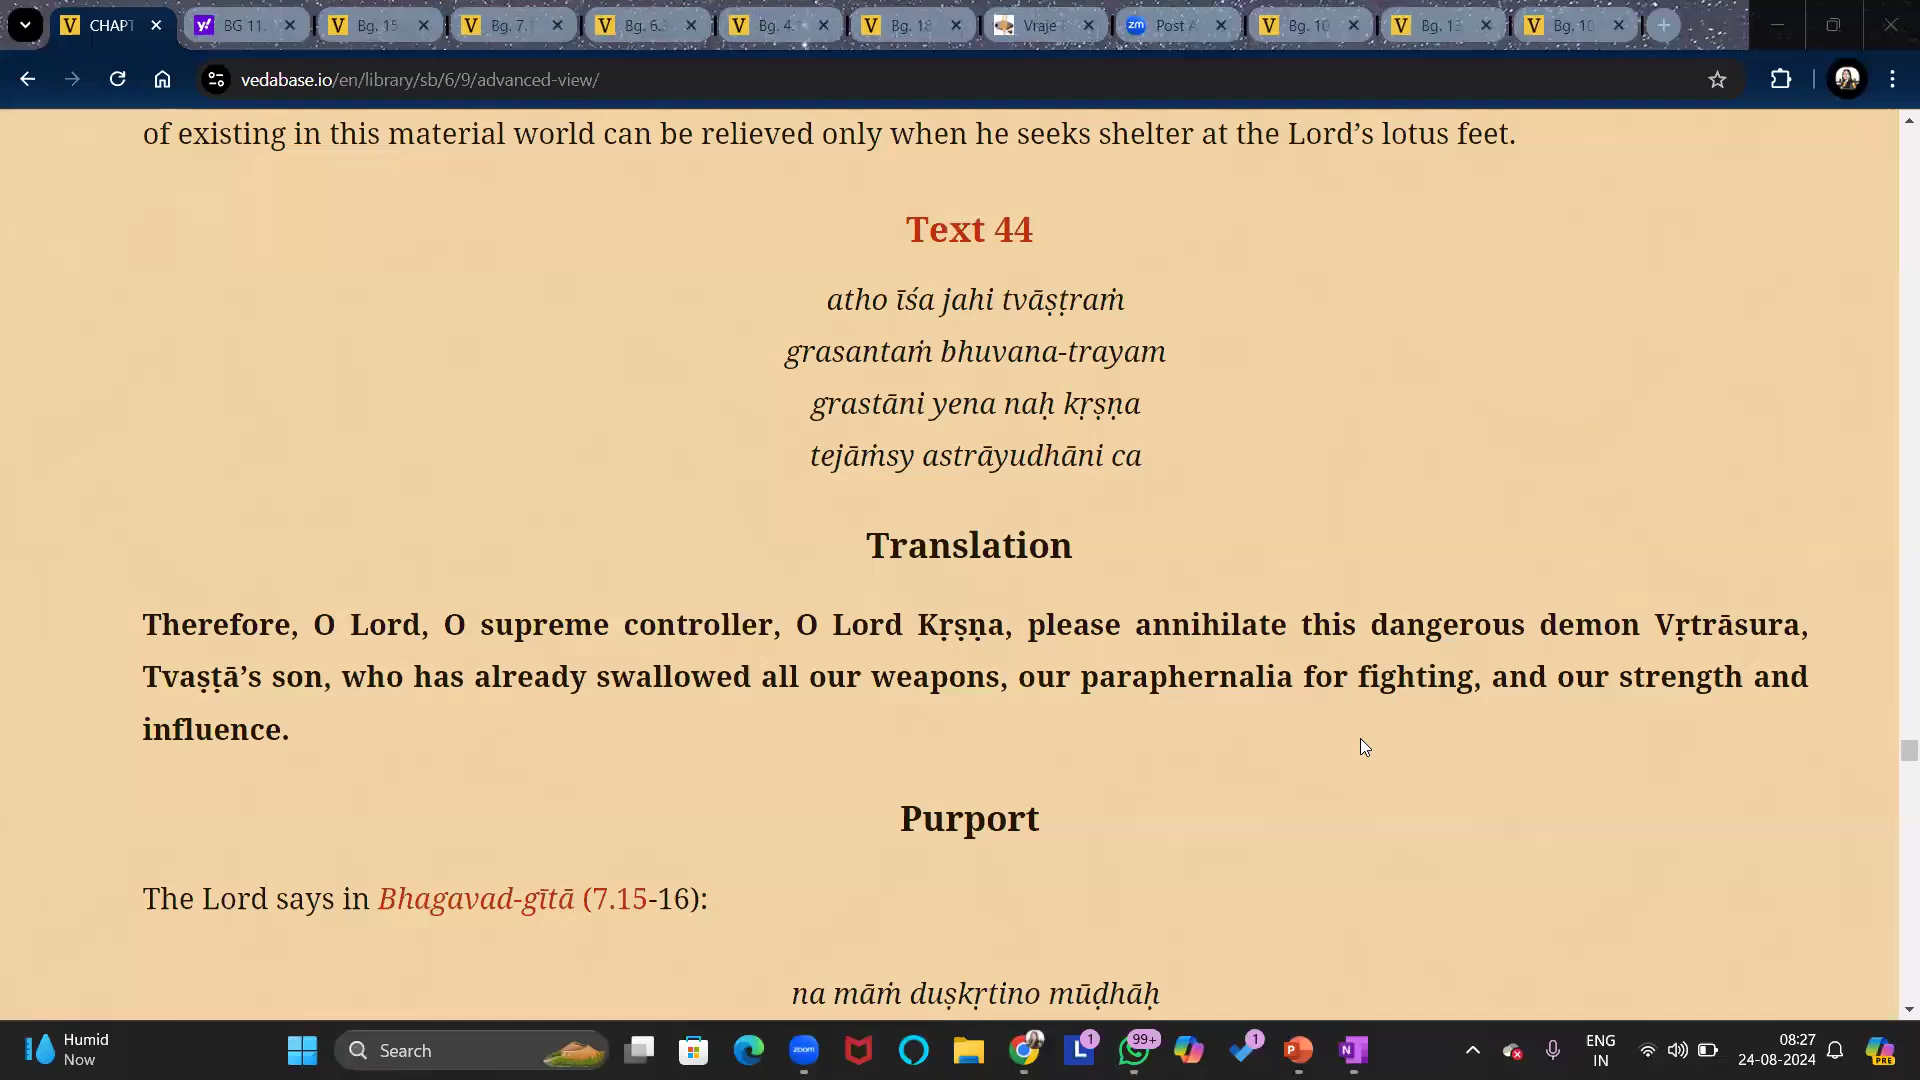 CHAPT
BG 11.
Bg. 15
Bg. 7.
Bg. 6.
Bg. 4.
Bg. 18
Vraje
Post A
Bg. 10
Bg. 13
Bg. 10
vedabase.io/en/library/sb/6/9/advanced-view/
of existing in this material world can be relieved only when he seeks shelter at the Lord’s lotus feet.
Text 44
atho īśa jahi tvāṣṭraṁ
grasantaṁ bhuvana-trayam
grastāni yena naḥ kṛṣṇa
tejāṁsy astrāyudhāni ca
Translation
Therefore, O Lord, O supreme controller, O Lord Kṛṣṇa, please annihilate this dangerous demon Vṛtrāsura,
Tvaṣṭā’s son, who has already swallowed all our weapons, our paraphernalia for fighting, and our strength and
influence.
Purport
The Lord says in Bhagavad-gītā (7.15-16):
na māṁ duṣkṛtino mūḍhāḥ
Humid
Now
Search
zoom
1
99+
1
ENG
IN
08:27
24-08-2024
PRE